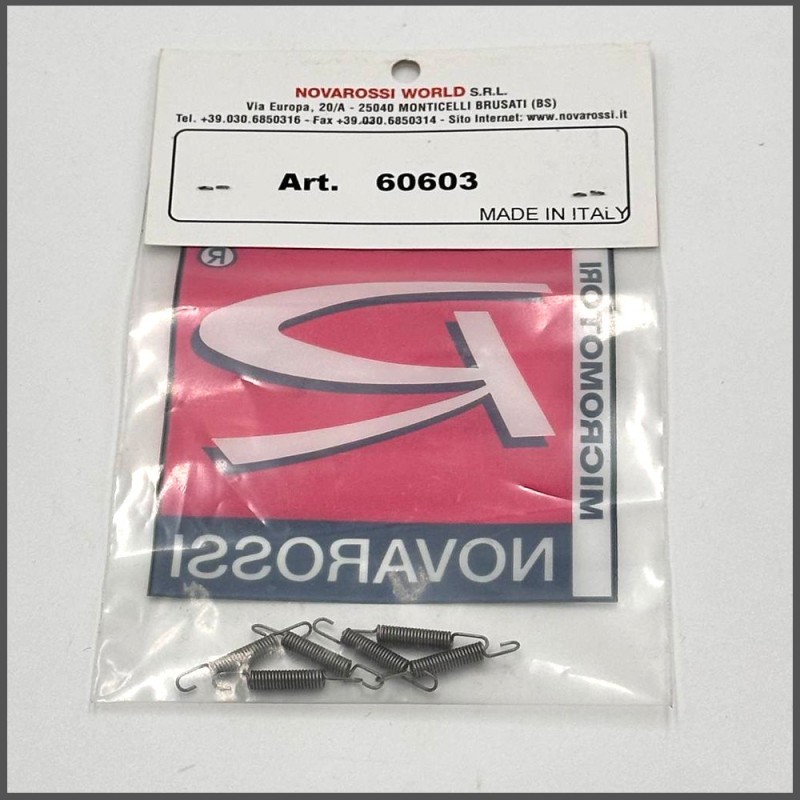 NOVAROSSI WORLD S.R.L.
Via Europa, 20/A - 25040 MONTICELLI BRUSATI (BS)
Tel. +39.030.6850316 - Fax +39.030.6850314 - Sito Internet: www.novarossi.it
Art. 60603
MADE IN ITALY
®
MICROMOTORI
NOVAROSSI